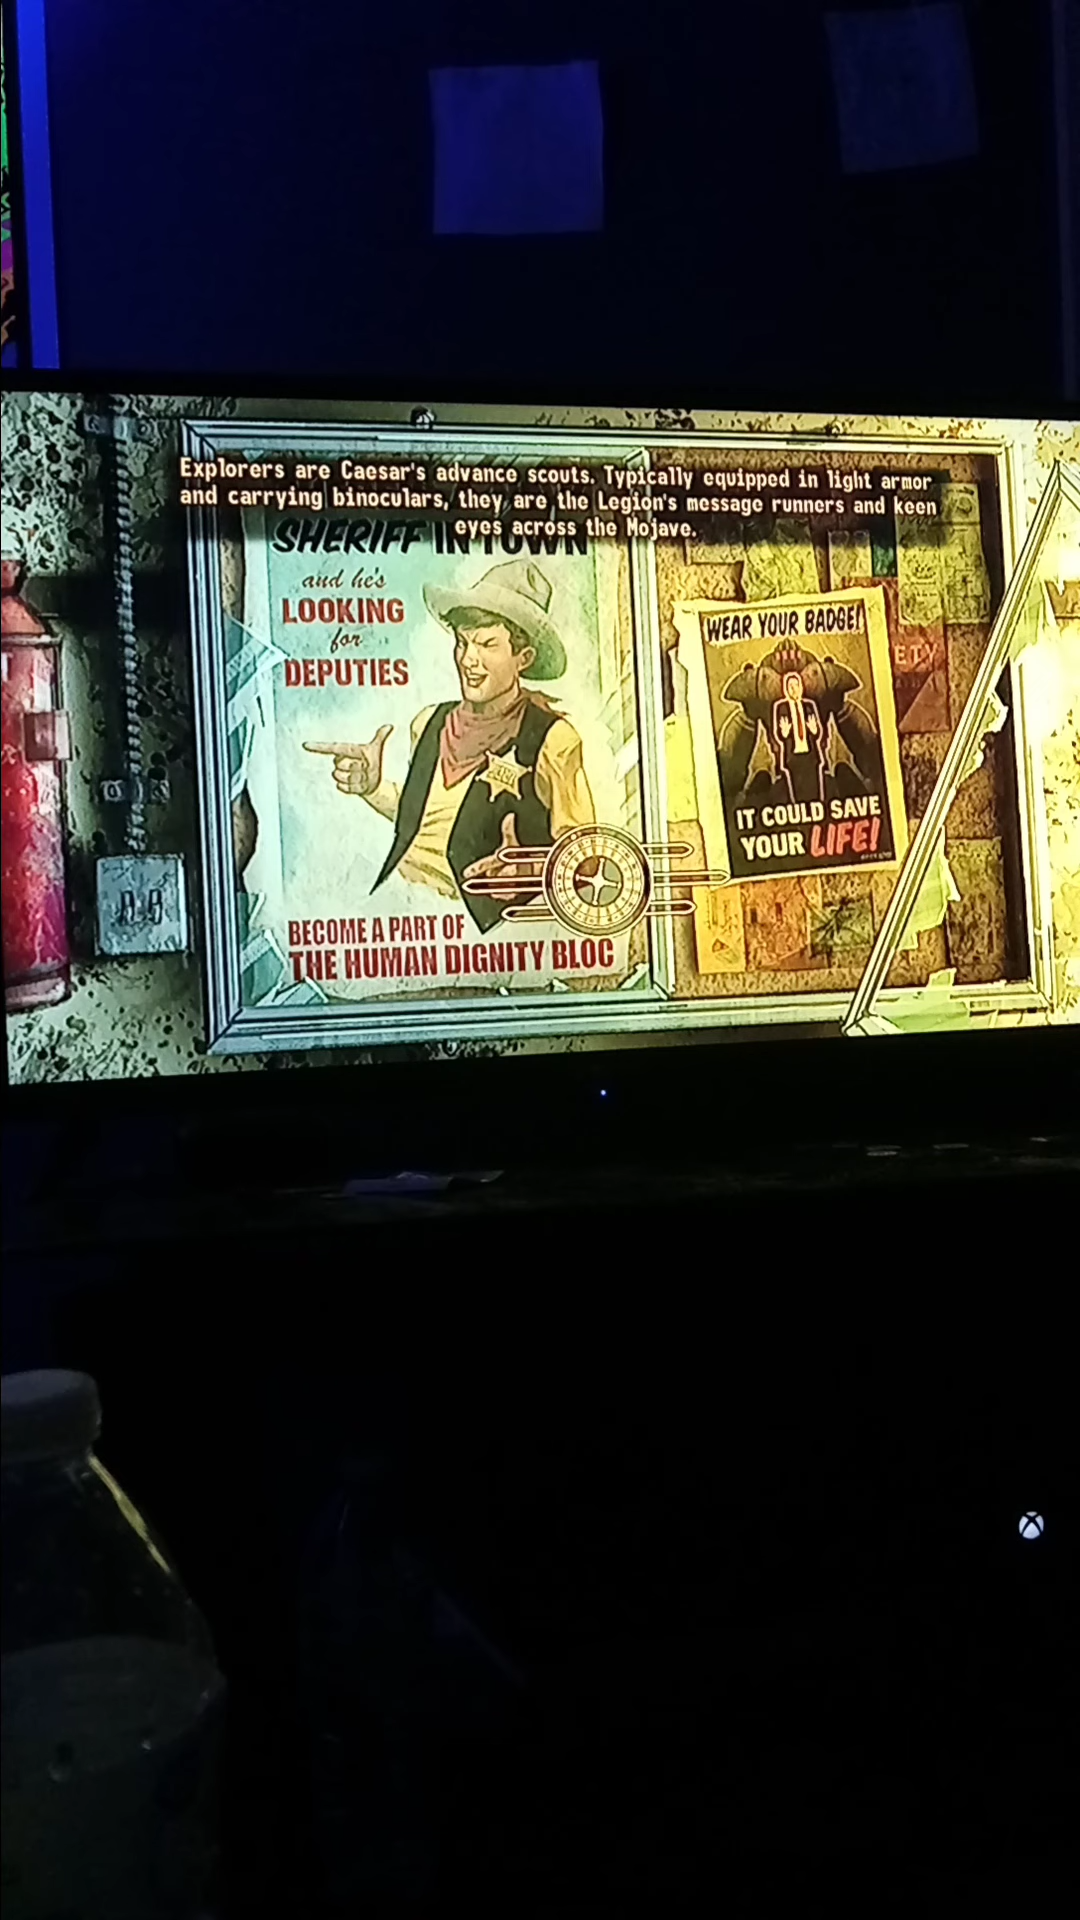 Explorers are Caesar's advance scouts. Typically equipped in light armor
and carrying binoculars, they are the Legion's message runners and keen
eyes across the Mojave.
SHERIFF IN TOWN
and he's
LOOKING
for
DEPUTIES
BECOME A PART OF
THE HUMAN DIGNITY BLOC
WEAR YOUR BADGE!
IT COULD SAVE
YOUR LIFE!
ETY